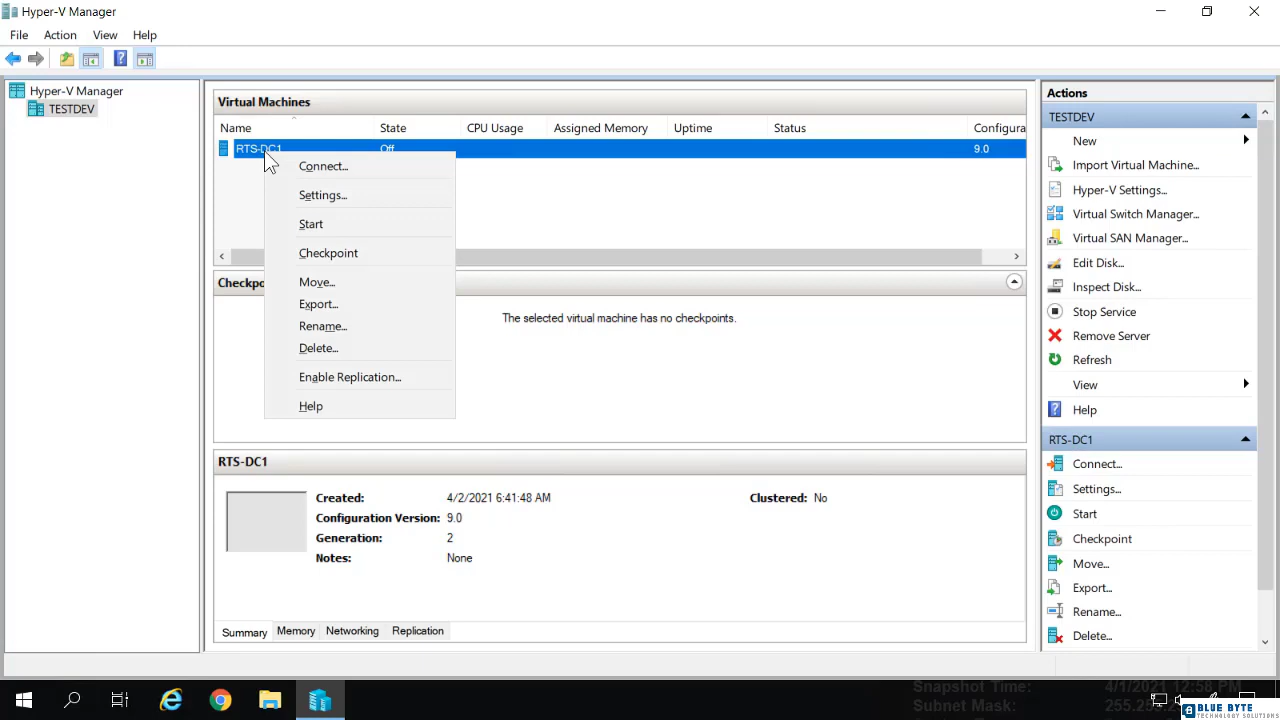 Hyper-V Manager
File Action View Help
Hyper-V Manager
TESTDEV
Virtual Machines
Name State CPU Usage Assigned Memory Uptime Status Configura
RTS-DC1 Off 9.0
Connect...
Settings...
Start
Checkpoint
Move...
Export...
Rename...
Delete...
Enable Replication...
Help
Checkpo
The selected virtual machine has no checkpoints.
RTS-DC1
Created: 4/2/2021 6:41:48 AM Clustered: No
Configuration Version: 9.0
Generation: 2
Notes: None
Summary Memory Networking Replication
Actions
TESTDEV
New
Import Virtual Machine...
Hyper-V Settings...
Virtual Switch Manager...
Virtual SAN Manager...
Edit Disk...
Inspect Disk...
Stop Service
Remove Server
Refresh
View
Help
RTS-DC1
Connect...
Settings...
Start
Checkpoint
Move...
Export...
Rename...
Delete...
Snapshot Time: 4/1/2021 12:58 PM
Subnet Mask: 255.25
BLUE BYTE
TECHNOLOGY SOLUTIONS